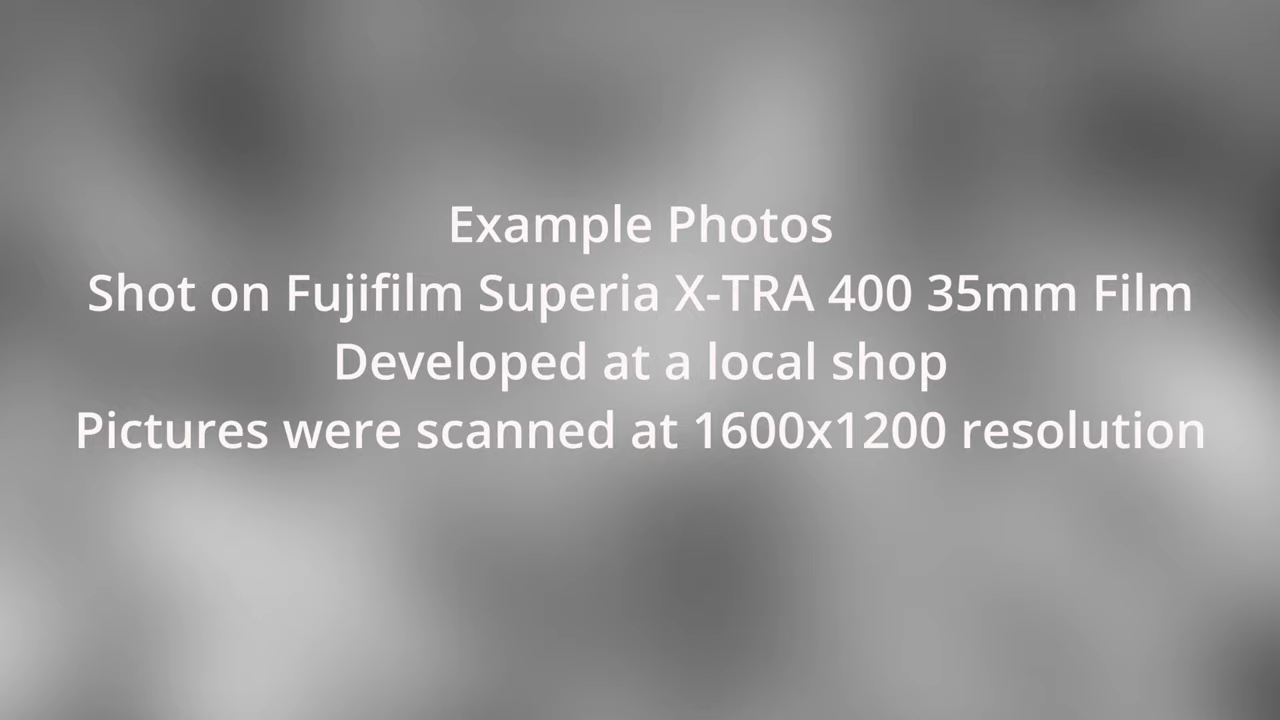 Example Photos
Shot on Fujifilm Superia X-TRA 400 35mm Film
Developed at a local shop
Pictures were scanned at 1600x1200 resolution